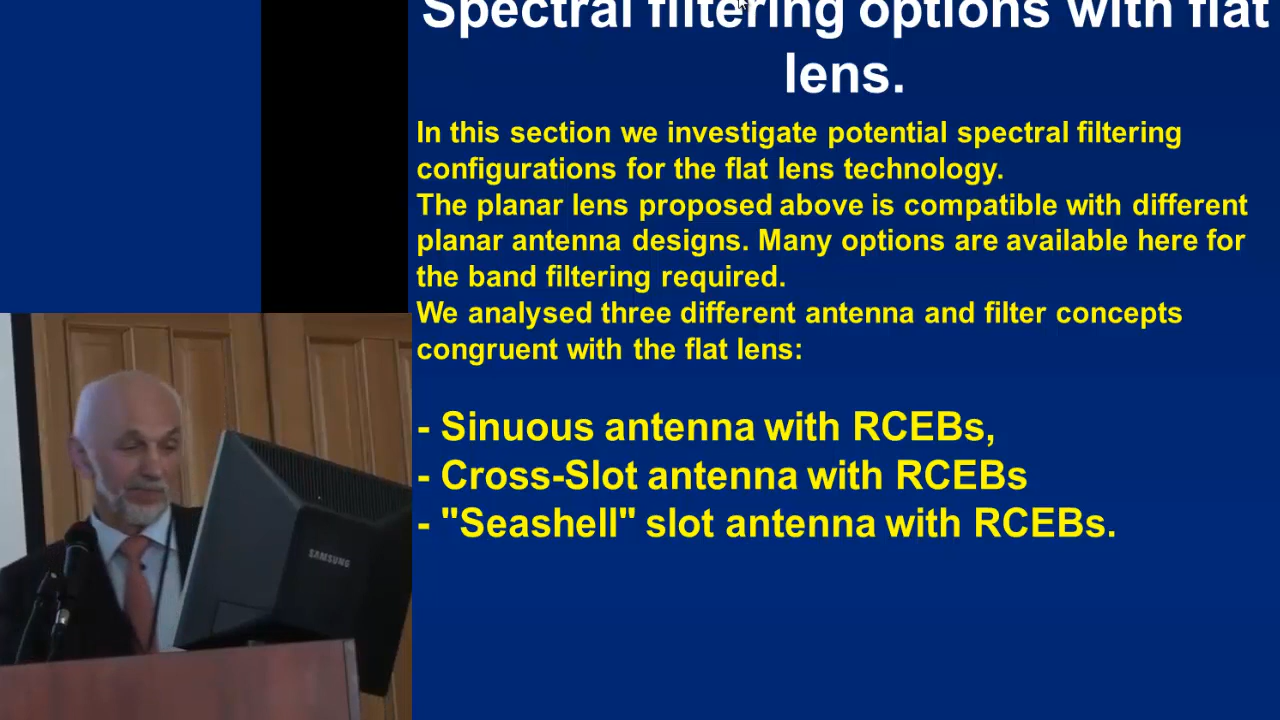 Spectral filtering options with flat
lens.
In this section we investigate potential spectral filtering
configurations for the flat lens technology.
The planar lens proposed above is compatible with different
planar antenna designs. Many options are available here for
the band filtering required.
We analysed three different antenna and filter concepts
congruent with the flat lens:
- Sinuous antenna with RCEBs,
- Cross-Slot antenna with RCEBs
- "Seashell" slot antenna with RCEBs.
SAMSUNG